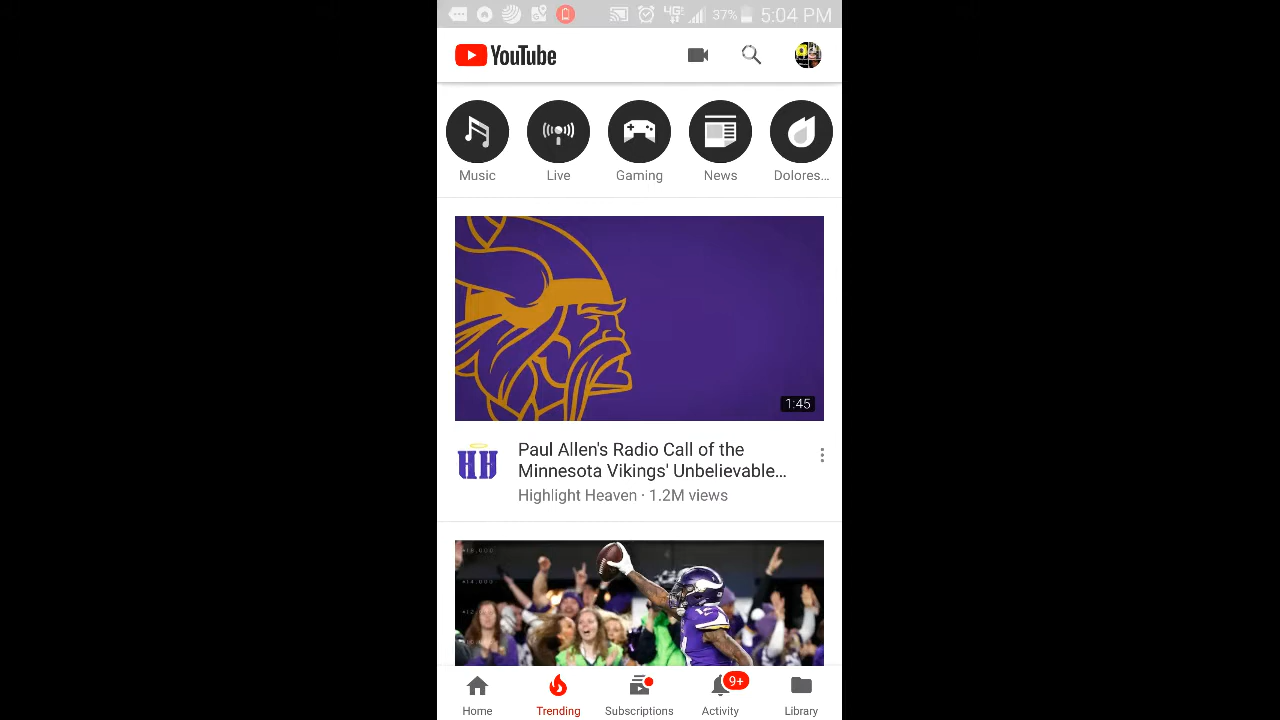 4G
37%
5:04 PM
YouTube
Music
Live
Gaming
News
Dolores...
1:45
HH
Paul Allen's Radio Call of the
Minnesota Vikings' Unbelievable...
Highlight Heaven · 1.2M views
9+
Home
Trending
Subscriptions
Activity
Library